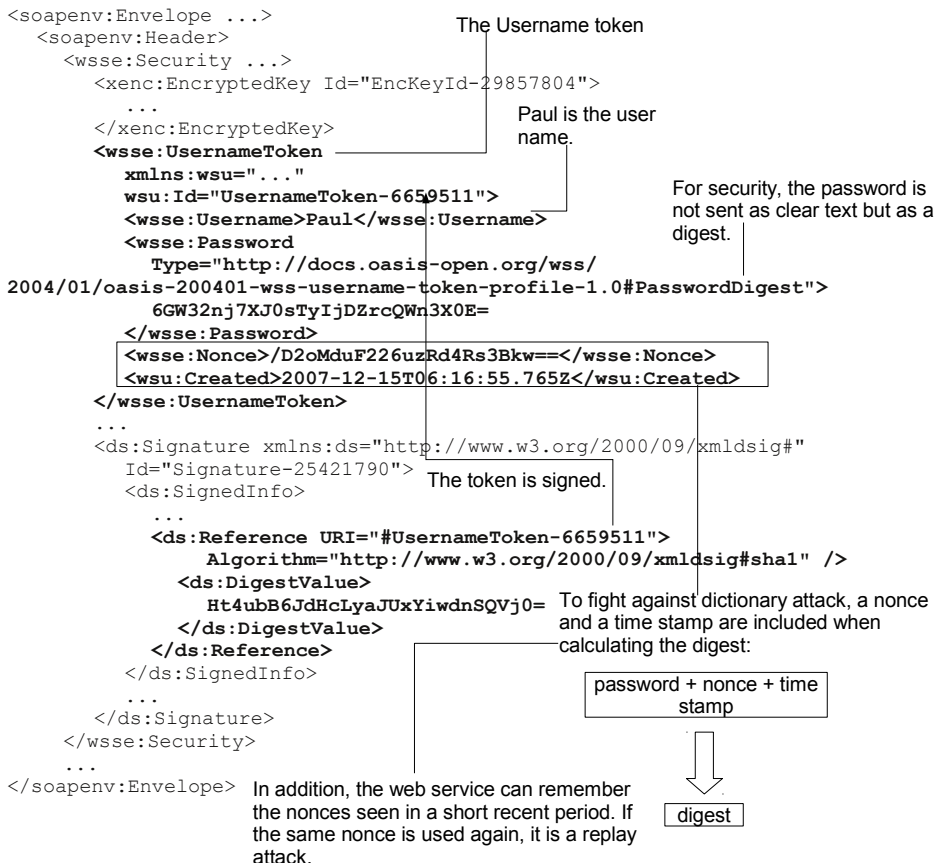 <soapenv:Envelope ...>
The Username token
<soapenv:Header>
<wsse:Security ...>
<xenc:EncryptedKey Id="EncKeyId-29857804">
...
Paul is the user
name.
</xenc:EncryptedKey>
<wsse:UsernameToken
xmlns:wsu="..."
wsu:Id="UsernameToken-6659511">
<wsse:Username>Paul</wsse:Username>
For security, the password is
not sent as clear text but as a
digest.
<wsse:Password
Type="http://docs.oasis-open.org/wss/
2004/01/oasis-200401-wss-username-token-profile-1.0#PasswordDigest">
6GW32nj7XJ0sTyIjDZrcQWn3X0E=
</wsse:Password>
<wsse:Nonce>/D2oMduF226uzRd4Rs3Bkw==</wsse:Nonce>
<wsu:Created>2007-12-15T06:16:55.765Z</wsu:Created>
</wsse:UsernameToken>
...
<ds:Signature xmlns:ds="http://www.w3.org/2000/09/xmldsig#"
Id="Signature-25421790">
The token is signed.
<ds:SignedInfo>
...
<ds:Reference URI="#UsernameToken-6659511">
Algorithm="http://www.w3.org/2000/09/xmldsig#sha1" />
<ds:DigestValue>
Ht4ubB6JdHcLyaJUxYiwdnSQVj0=
</ds:DigestValue>
</ds:Reference>
To fight against dictionary attack, a nonce
and a time stamp are included when
calculating the digest:
</ds:SignedInfo>
...
</ds:Signature>
</wsse:Security>
...
</soapenv:Envelope>
password + nonce + time
stamp
digest
In addition, the web service can remember
the nonces seen in a short recent period. If
the same nonce is used again, it is a replay
attack.